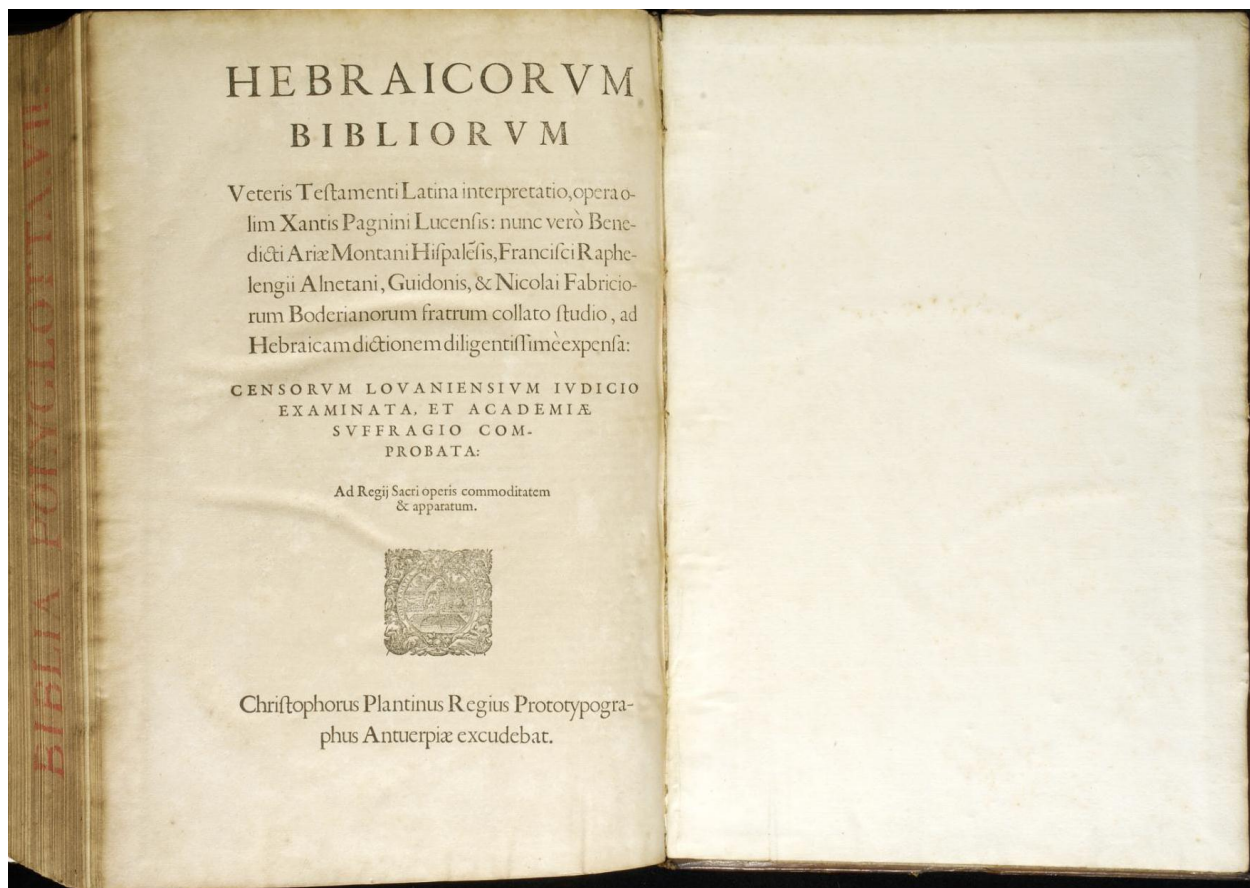 HEBRAICORVM
BIBLIORVM
Veteris Teſtamenti Latina interpretatio, opera o-
lim Xantis Pagnini Lucenſis: nunc verò Bene-
dicti Ariæ Montani Hiſpalẽſis, Franciſci Raphe-
lengii Alnetani, Guidonis, & Nicolai Fabricio-
rum Boderianorum fratrum collato ſtudio, ad
Hebraicam dictionem diligentiſſimè expenſa:
CENSORVM LOVANIENSIVM IVDICIO
EXAMINATA, ET ACADEMIÆ
SVFFRAGIO COM-
PROBATA:
Ad Regij Sacri operis commoditatem
& apparatum.
Chriſtophorus Plantinus Regius Prototypogra-
phus Antuerpiæ excudebat.
BIBLIA POLYGLOTTA.VII.